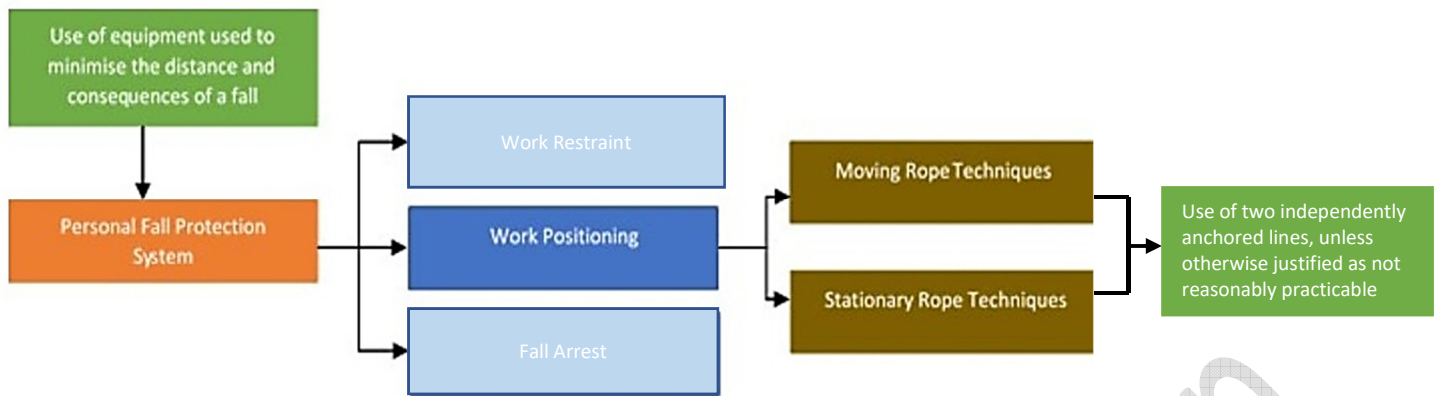 Use of equipment used to
minimise the distance and
consequences of a fall
Personal Fall Protection
System
Work Restraint
Work Positioning
Fall Arrest
Moving Rope Techniques
Stationary Rope Techniques
Use of two independently
anchored lines, unless
otherwise justified as not
reasonably practicable